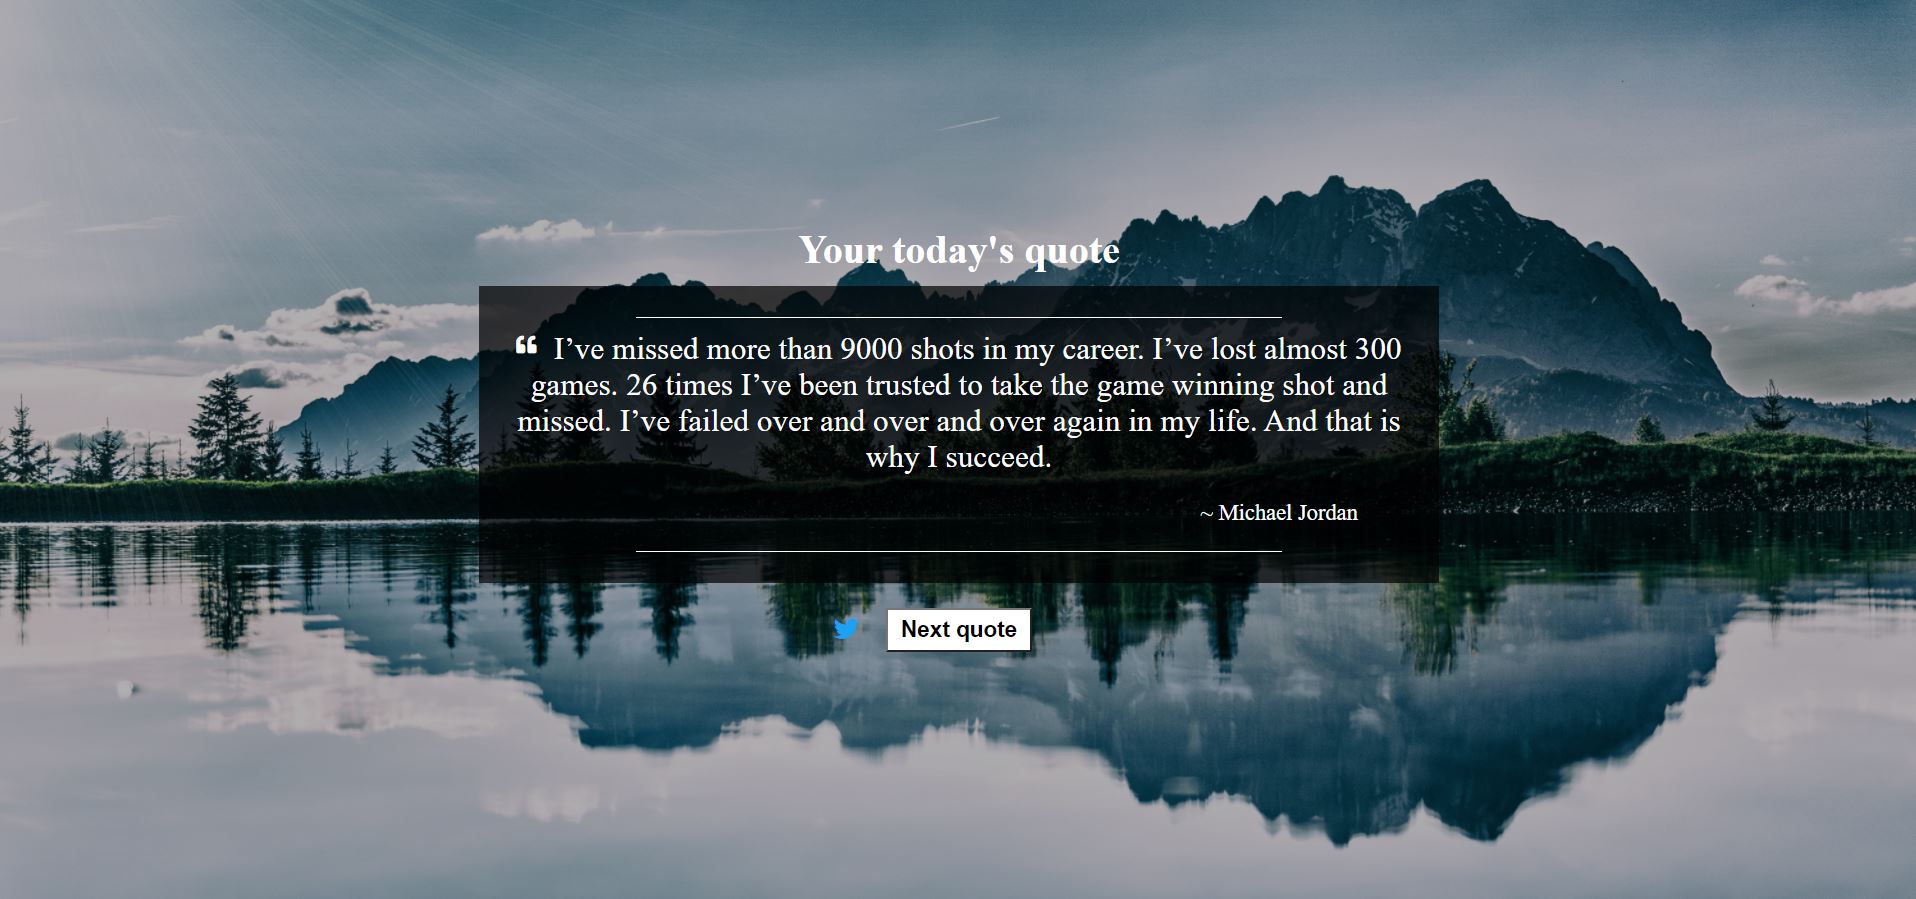 Your today's quote
I’ve missed more than 9000 shots in my career. I’ve lost almost 300
games. 26 times I’ve been trusted to take the game winning shot and
missed. I’ve failed over and over and over again in my life. And that is
why I succeed.
~ Michael Jordan
Next quote